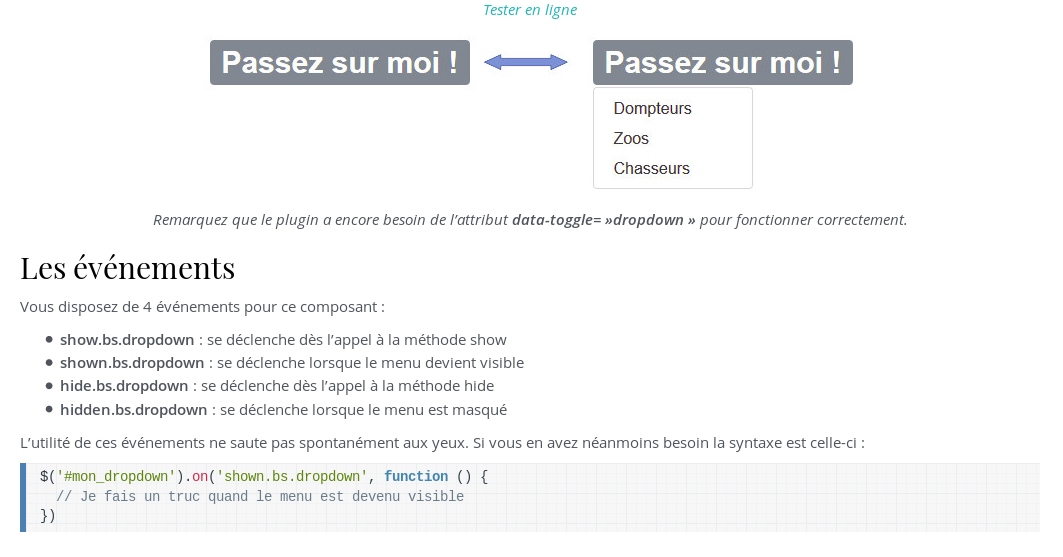 Tester en ligne
Passez sur moi ! Passez sur moi !
Dompteurs
Zoos
Chasseurs
Remarquez que le plugin a encore besoin de l’attribut data-toggle= »dropdown » pour fonctionner correctement.
Les événements
Vous disposez de 4 événements pour ce composant :
show.bs.dropdown : se déclenche dès l’appel à la méthode show
shown.bs.dropdown : se déclenche lorsque le menu devient visible
hide.bs.dropdown : se déclenche dès l’appel à la méthode hide
hidden.bs.dropdown : se déclenche lorsque le menu est masqué
L’utilité de ces événements ne saute pas spontanément aux yeux. Si vous en avez néanmoins besoin la syntaxe est celle-ci :
$('#mon_dropdown').on('shown.bs.dropdown', function () {
  // Je fais un truc quand le menu est devenu visible
})